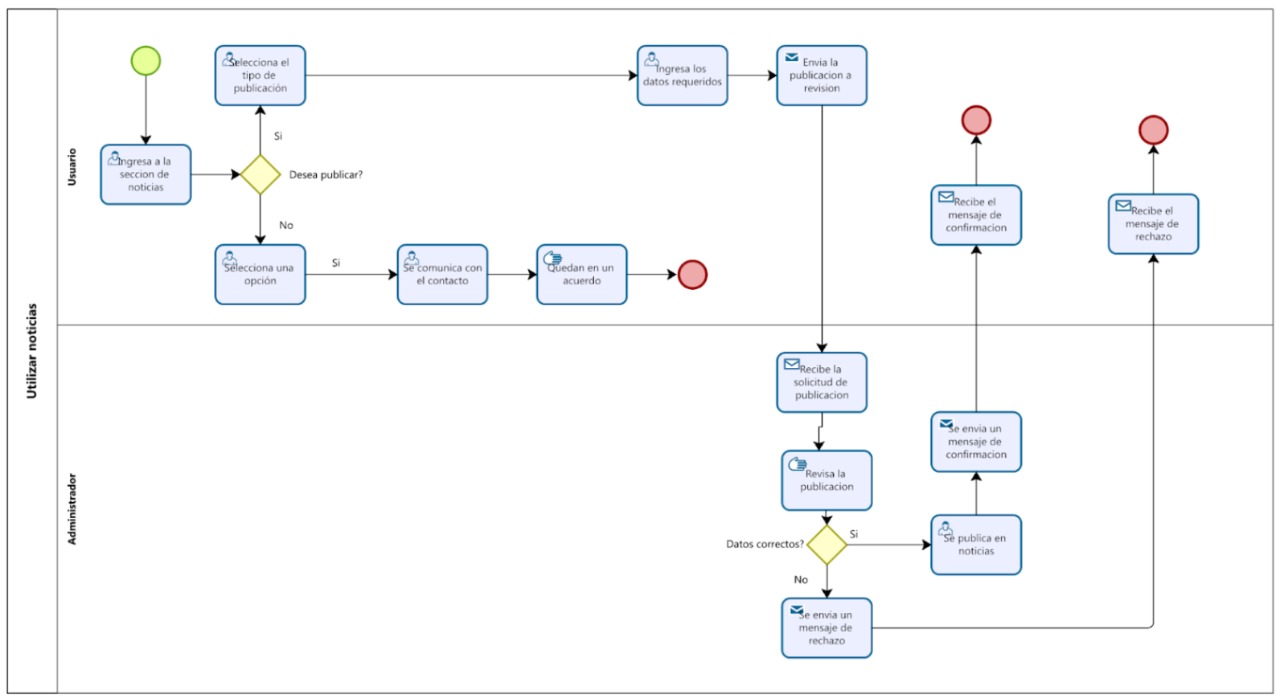 Utilizar noticias
Usuario
Ingresa a la
seccion de
noticias
Selecciona el
tipo de
publicación
Si
Desea publicar?
No
Selecciona una
opción
Si
Se comunica con
el contacto
Quedan en un
acuerdo
Ingresa los
datos requeridos
Envia la
publicacion a
revision
Recibe el
mensaje de
confirmacion
Recibe el
mensaje de
rechazo
Administrador
Recibe la
solicitud de
publicacion
Revisa la
publicacion
Datos correctos?
Si
No
Se publica en
noticias
Se envia un
mensaje de
confirmacion
Se envia un
mensaje de
rechazo